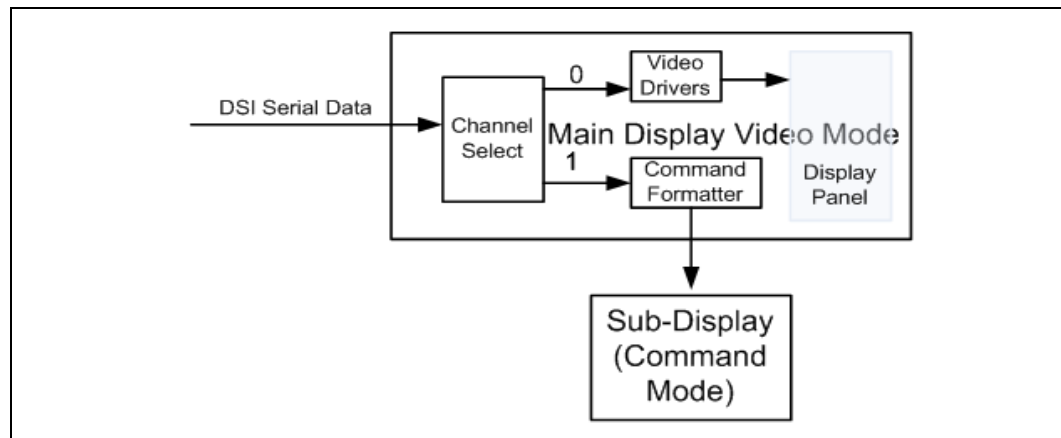 DSI Serial Data
Channel
Select
0
Video
Drivers
Main Display Video Mode
1
Command
Formatter
Display
Panel
Sub-Display
(Command
Mode)